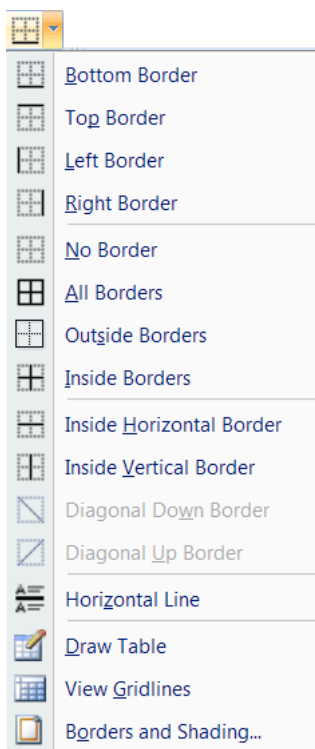 Bottom Border
Top Border
Left Border
Right Border
No Border
All Borders
Outside Borders
Inside Borders
Inside Horizontal Border
Inside Vertical Border
Diagonal Down Border
Diagonal Up Border
Horizontal Line
Draw Table
View Gridlines
Borders and Shading...